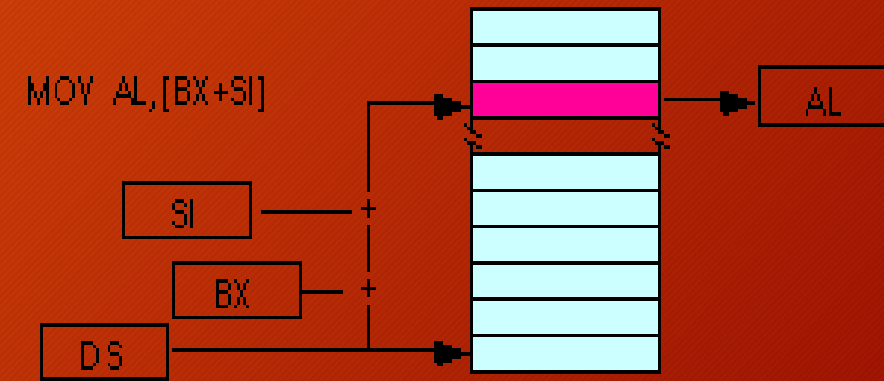 MOV AL,[BX+SI]
AL
SI
+
BX
+
DS